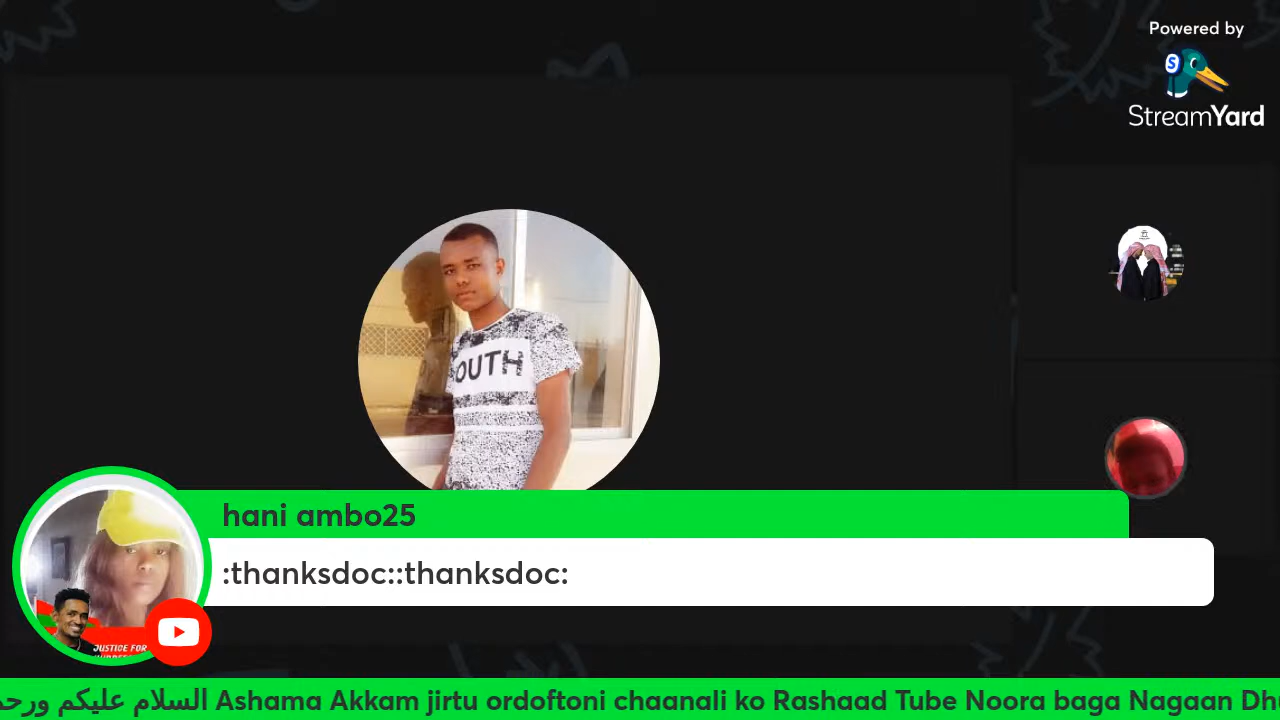 Powered by
StreamYard
OUTH
hani ambo25
:thanksdoc::thanksdoc:
JUSTICE FOR
السلام عليكم Ashama Akkam jirtu ordoftoni chaanali ko Rashaad Tube Noora baga Nagaan